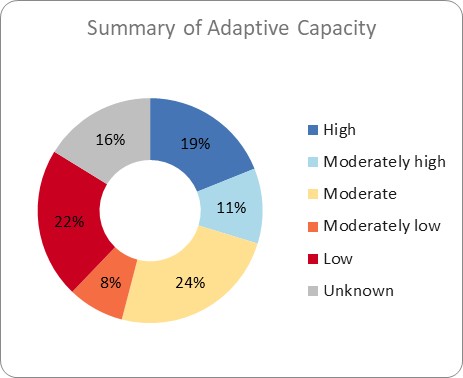 Summary of Adaptive Capacity
16%
19%
High
Moderately high
11%
Moderate
22%
Moderately low
Low
8%
24%
Unknown